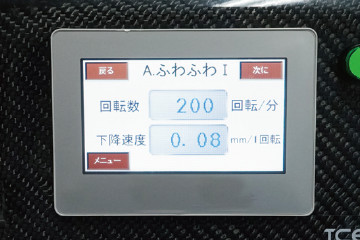 戻る A.ふわふわⅠ 次に
回転数 200 回転/分
下降速度 0.08 mm/1回転
メニュー